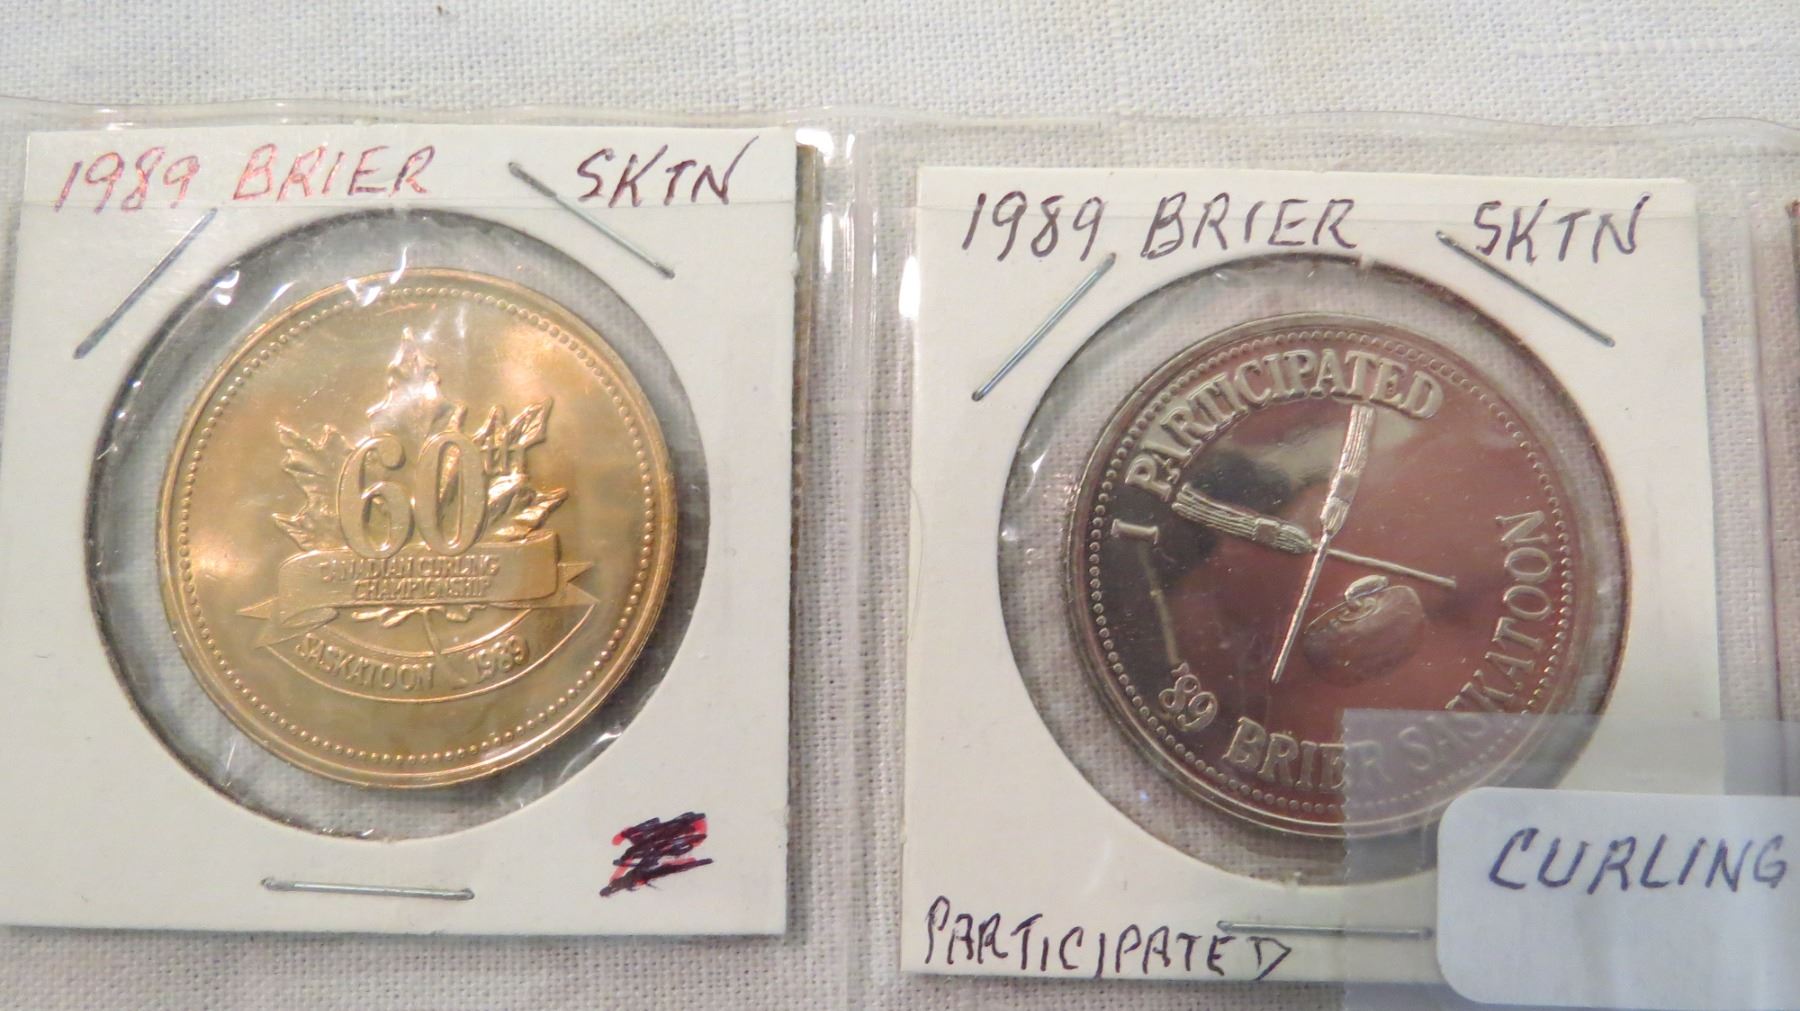 1989 BRIER SKTN
60th
CANADIAN CURLING
CHAMPIONSHIP
SASKATOON 1989
1989 BRIER SKTN
I PARTICIPATED
'89 BRIER SASKATOON
PARTICIPATED
CURLING